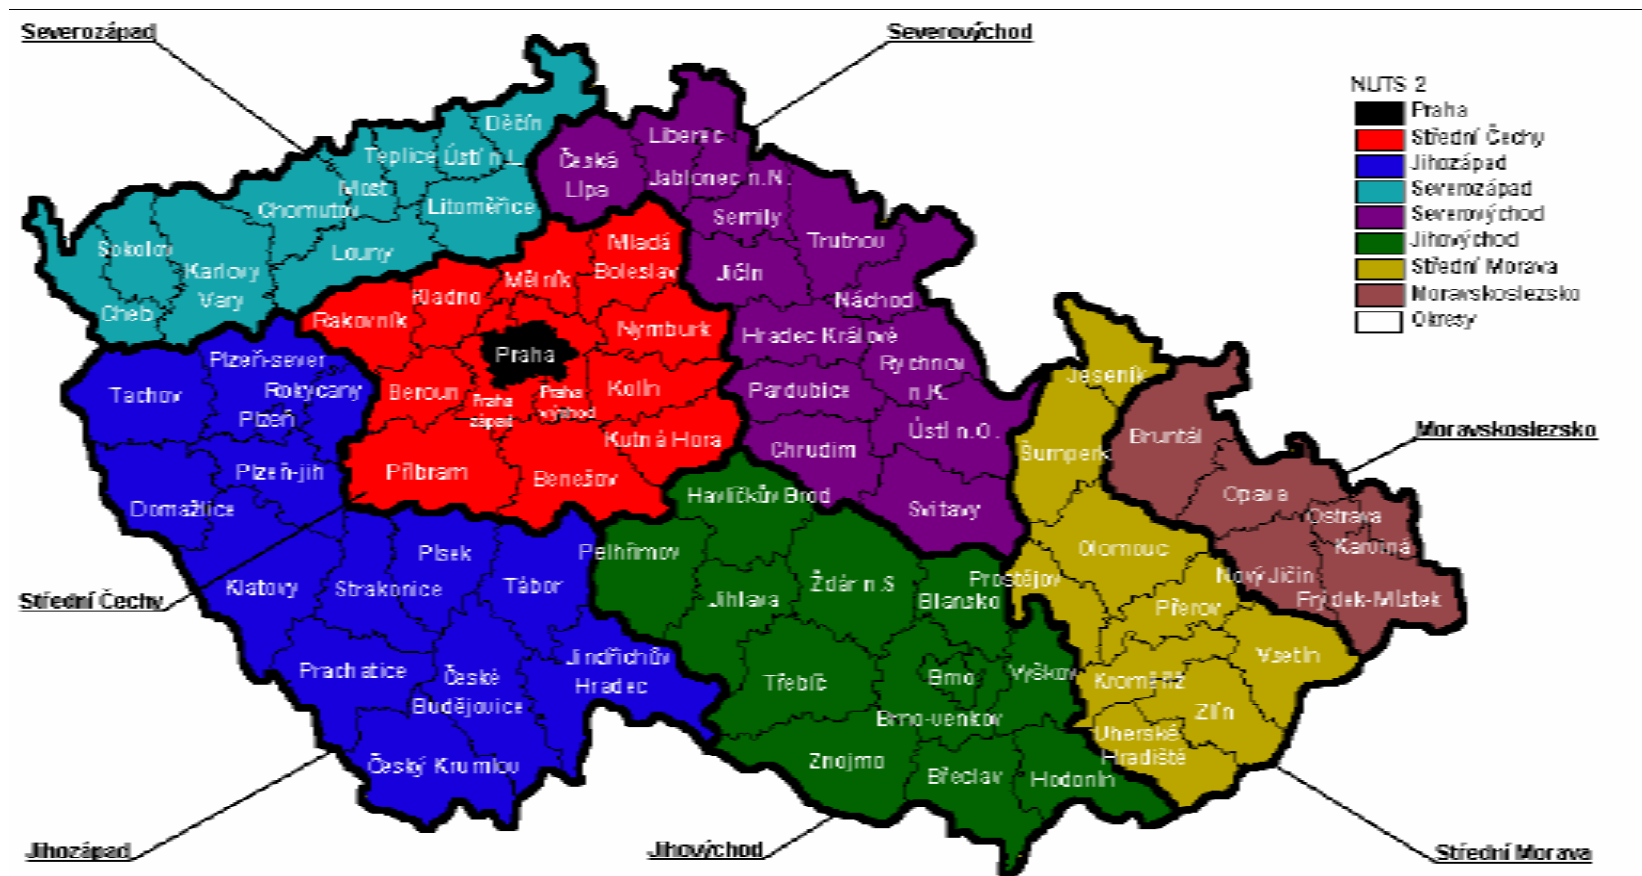 Severozápad
Severovýchod
NUTS 2
Praha
Střední Čechy
Jihozápad
Severozápad
Severovýchod
Jihovýchod
Střední Morava
Moravskoslezsko
Okresy
Děčín
Teplice
Ústí n.L.
Most
Chomutov
Litoměřice
Louny
Sokolov
Karlovy
Vary
Cheb
Česká
Lípa
Liberec
Jablonec n.N.
Semily
Trutnov
Jičín
Náchod
Hradec Králové
Rychnov
n.K.
Pardubice
Ústí n.O.
Chrudim
Svitavy
Mladá
Boleslav
Mělník
Kladno
Rakovník
Nymburk
Praha
Beroun
Praha
západ
Praha
východ
Kolín
Kutná Hora
Příbram
Benešov
Plzeň-sever
Rokycany
Tachov
Plzeň
Plzeň-jih
Domažlice
Klatovy
Strakonice
Písek
Tábor
Prachatice
České
Budějovice
Jindřichův
Hradec
Český Krumlov
Havlíčkův Brod
Pelhřimov
Jihlava
Žďár n.S
Blansko
Třebíč
Brno
Vyškov
Brno-venkov
Znojmo
Břeclav
Hodonín
Jeseník
Šumperk
Olomouc
Prostějov
Přerov
Vsetín
Kroměříž
Zlín
Uherské
Hradiště
Bruntál
Opava
Ostrava
Karviná
Nový Jičín
Frýdek-Místek
Moravskoslezsko
Střední Čechy
Jihozápad
Jihovýchod
Střední Morava